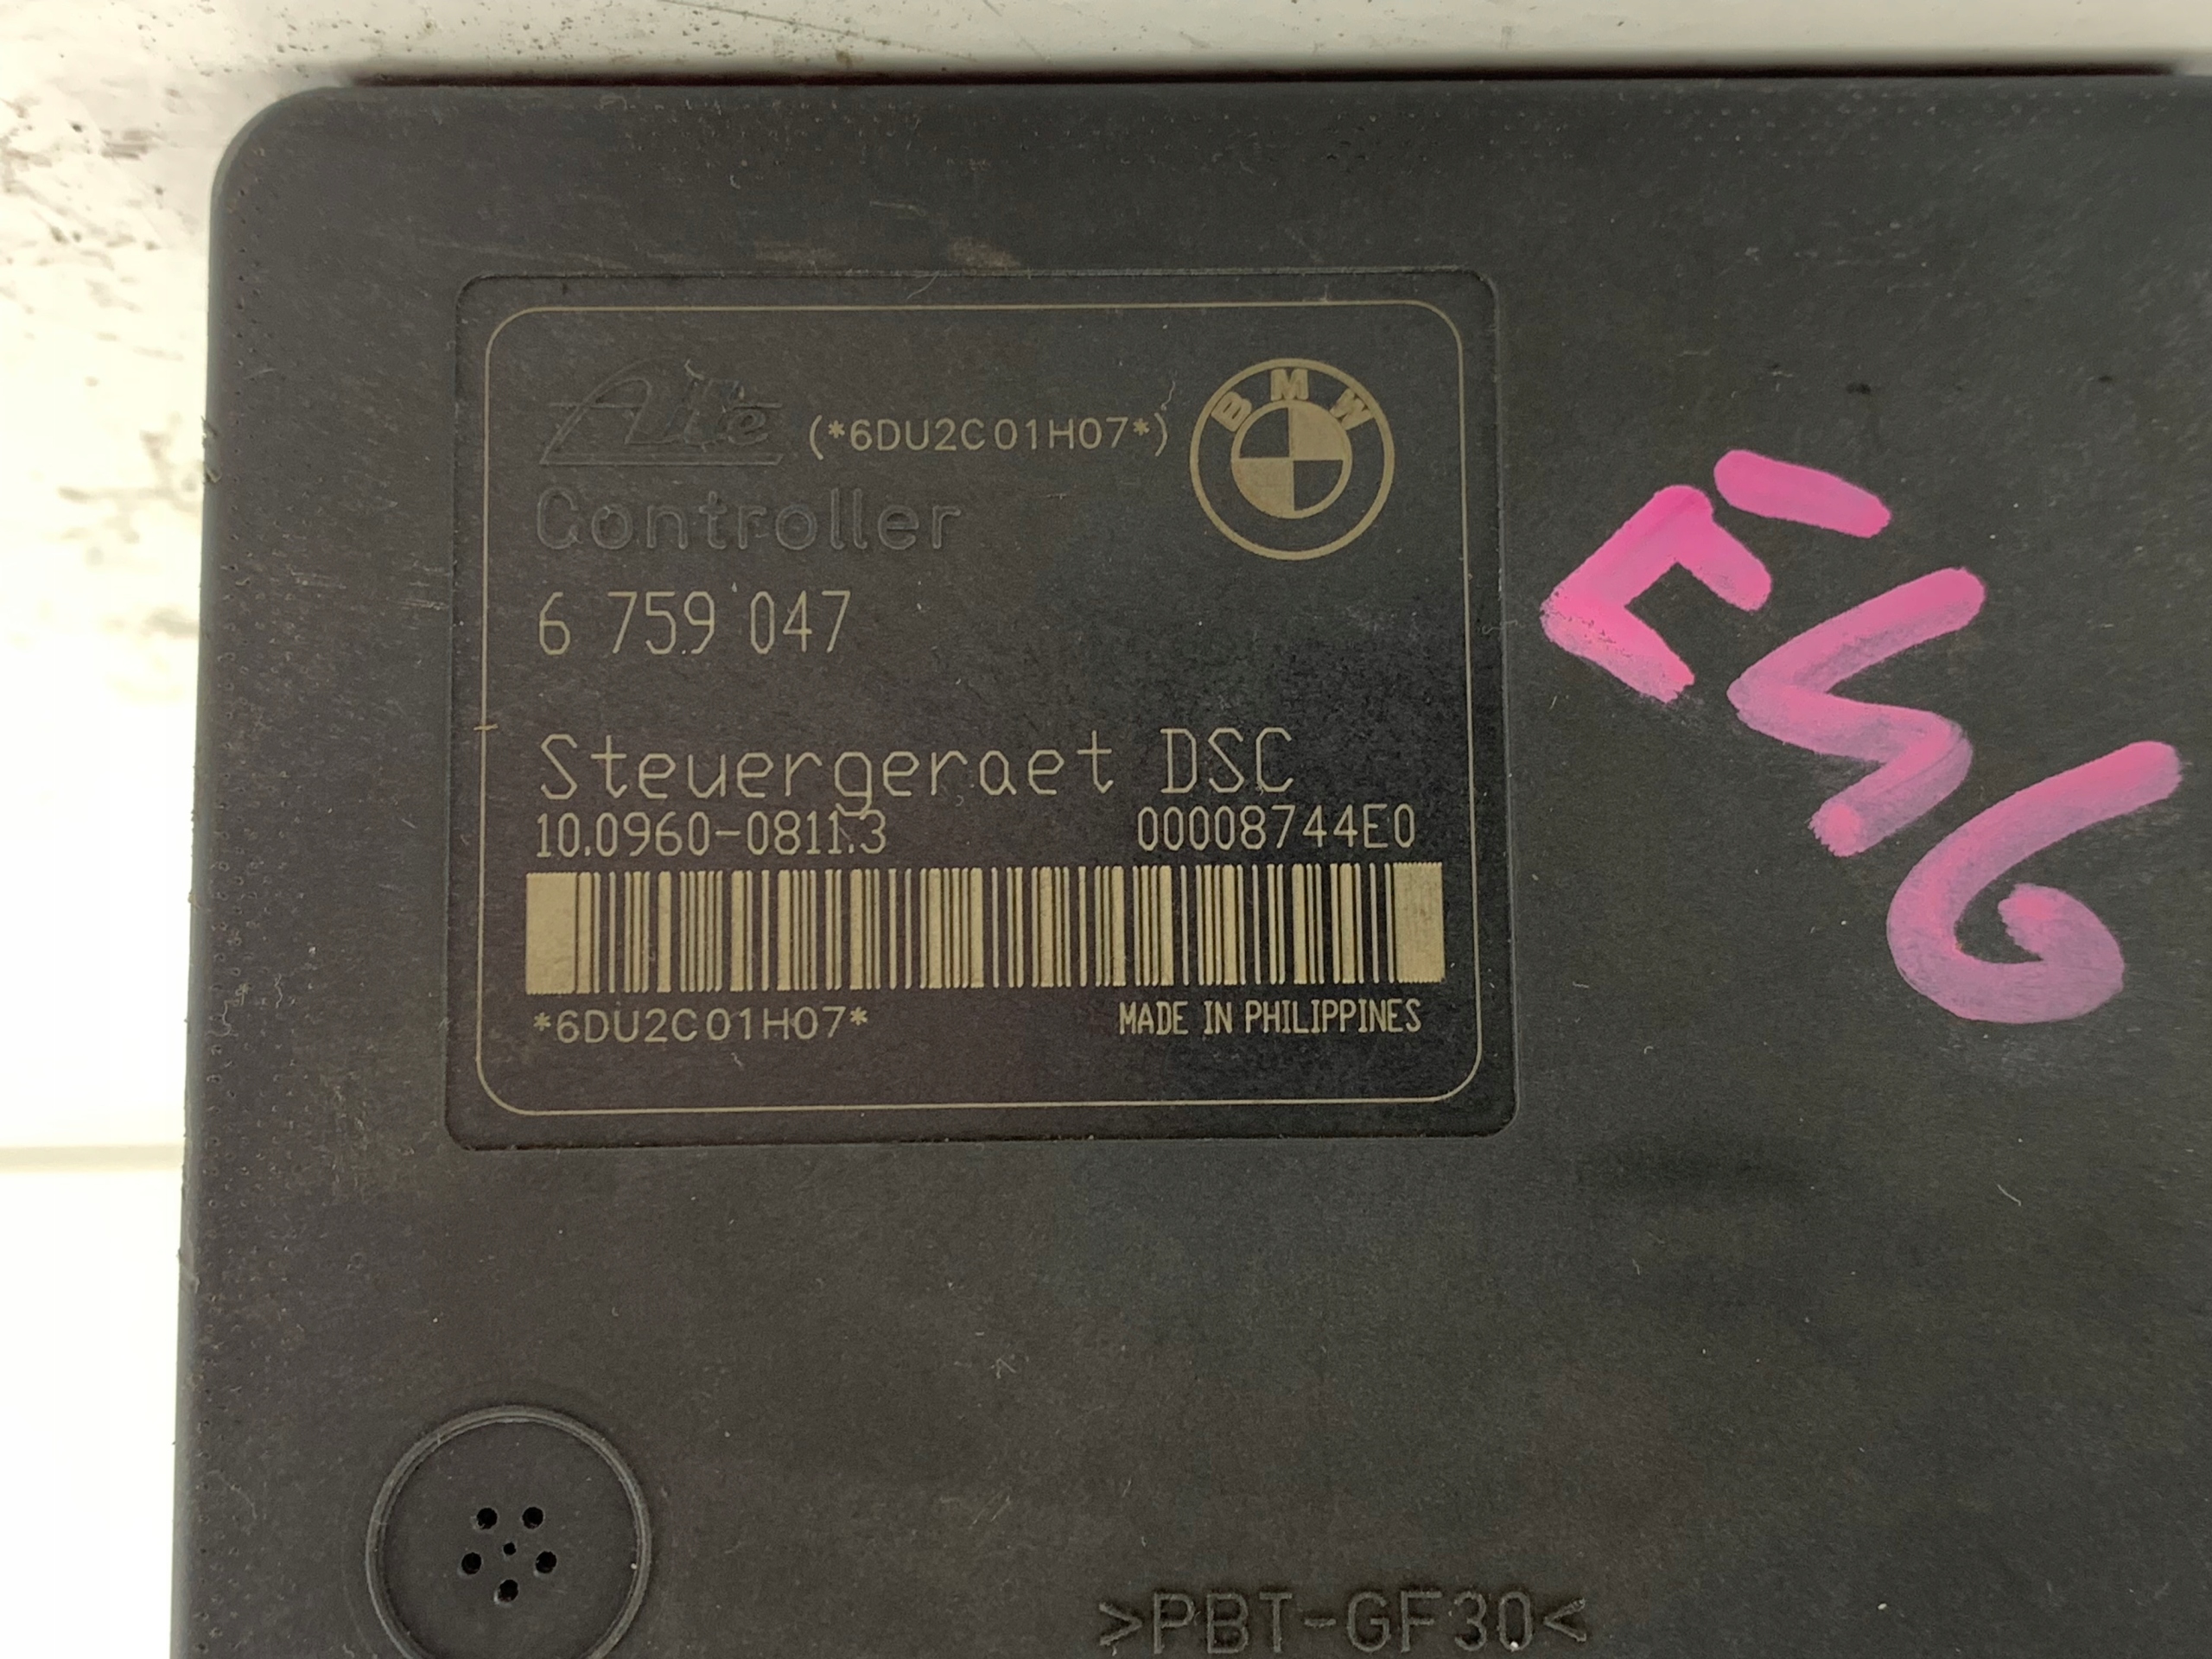 Ate (*6DU2C01H07*)
BMW
Controller
6 759 047
Steuergeraet DSC
10.0960-0811.3 00008744E0
*6DU2C01H07* MADE IN PHILIPPINES
E46
>PBT-GF30<